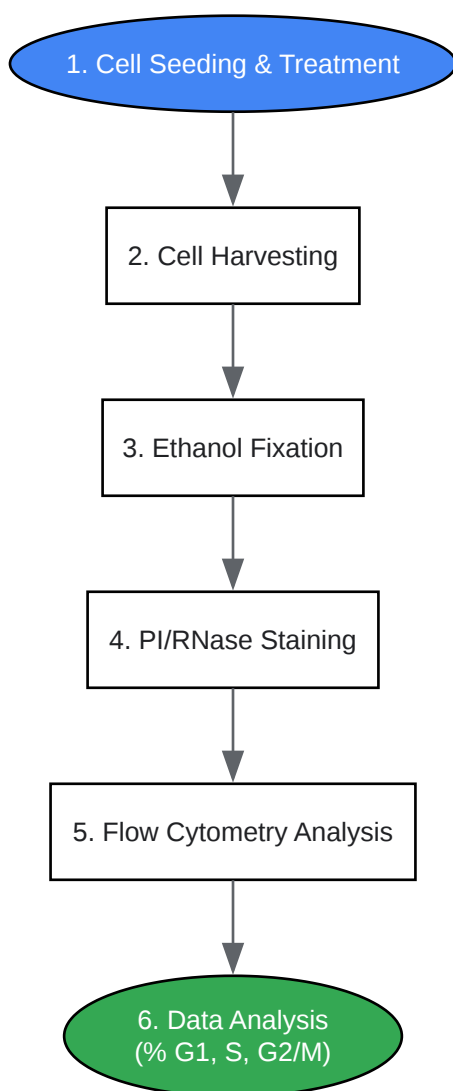 1. Cell Seeding & Treatment
2. Cell Harvesting
3. Ethanol Fixation
4. PI/RNase Staining
5. Flow Cytometry Analysis
6. Data Analysis
(% G1, S, G2/M)